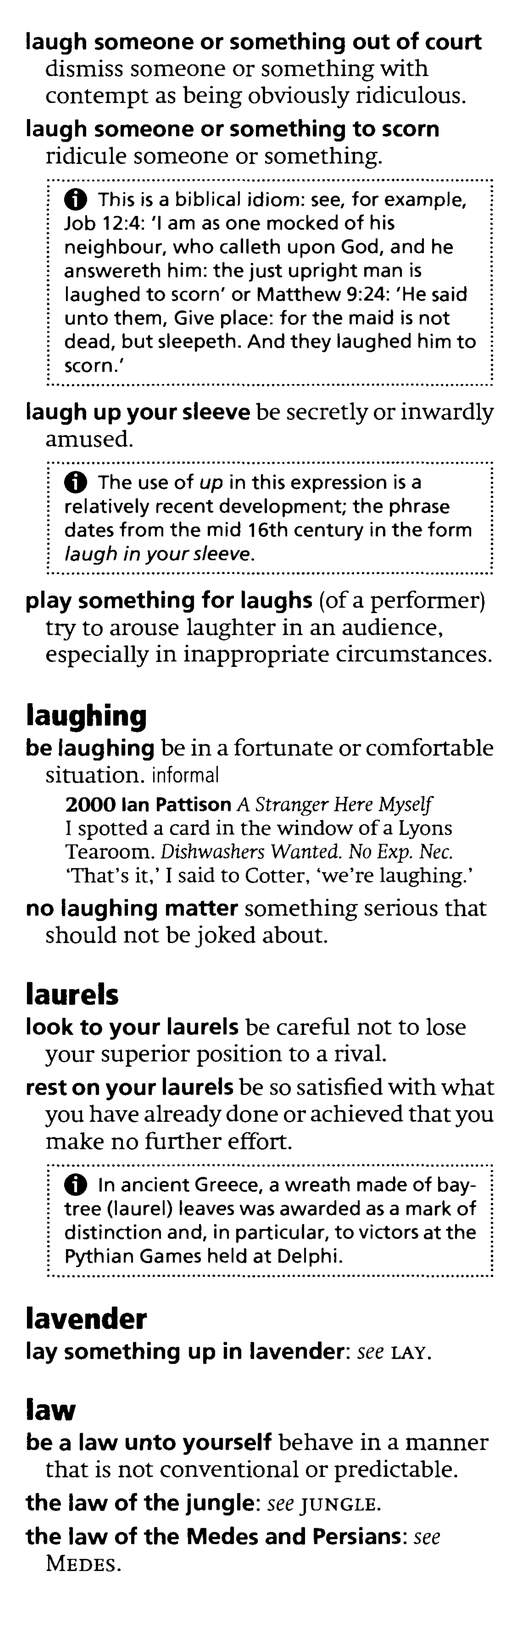 laugh someone or something out of court
dismiss someone or something with
contempt as being obviously ridiculous.
laugh someone or something to scorn
ridicule someone or something.
This is a biblical idiom: see, for example,
Job 12:4: 'I am as one mocked of his
neighbour, who calleth upon God, and he
answereth him: the just upright man is
laughed to scorn' or Matthew 9:24: 'He said
unto them, Give place: for the maid is not
dead, but sleepeth. And they laughed him to
scorn.'
laugh up your sleeve be secretly or inwardly
amused.
The use of up in this expression is a
relatively recent development; the phrase
dates from the mid 16th century in the form
laugh in your sleeve.
play something for laughs (of a performer)
try to arouse laughter in an audience,
especially in inappropriate circumstances.
laughing
be laughing be in a fortunate or comfortable
situation. informal
2000 Ian Pattison A Stranger Here Myself
I spotted a card in the window of a Lyons
Tearoom. Dishwashers Wanted. No Exp. Nec.
'That's it,' I said to Cotter, 'we're laughing.'
no laughing matter something serious that
should not be joked about.
laurels
look to your laurels be careful not to lose
your superior position to a rival.
rest on your laurels be so satisfied with what
you have already done or achieved that you
make no further effort.
In ancient Greece, a wreath made of bay-
tree (laurel) leaves was awarded as a mark of
distinction and, in particular, to victors at the
Pythian Games held at Delphi.
lavender
lay something up in lavender: see LAY.
law
be a law unto yourself behave in a manner
that is not conventional or predictable.
the law of the jungle: see JUNGLE.
the law of the Medes and Persians: see
MEDES.